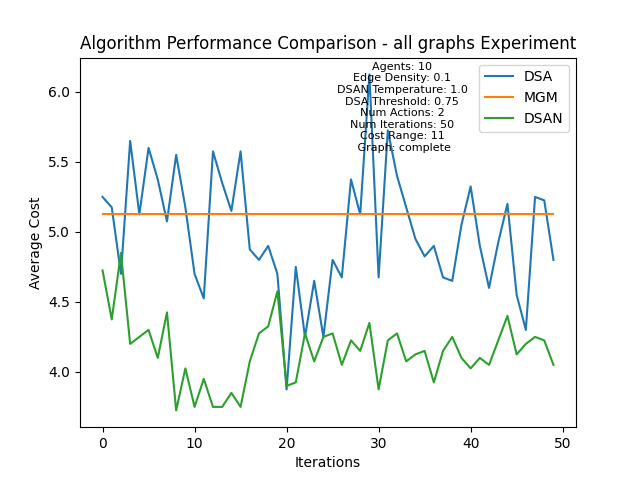 Algorithm Performance Comparison - all graphs Experiment
Agents: 10
Edge Density: 0.1
DSAN Temperature: 1.0
DSA Threshold: 0.75
Num Actions: 2
Num Iterations: 50
Cost Range: 11
Graph: complete
DSA
MGM
DSAN
Average Cost
6.0
5.5
5.0
4.5
4.0
0 10 20 30 40 50
Iterations